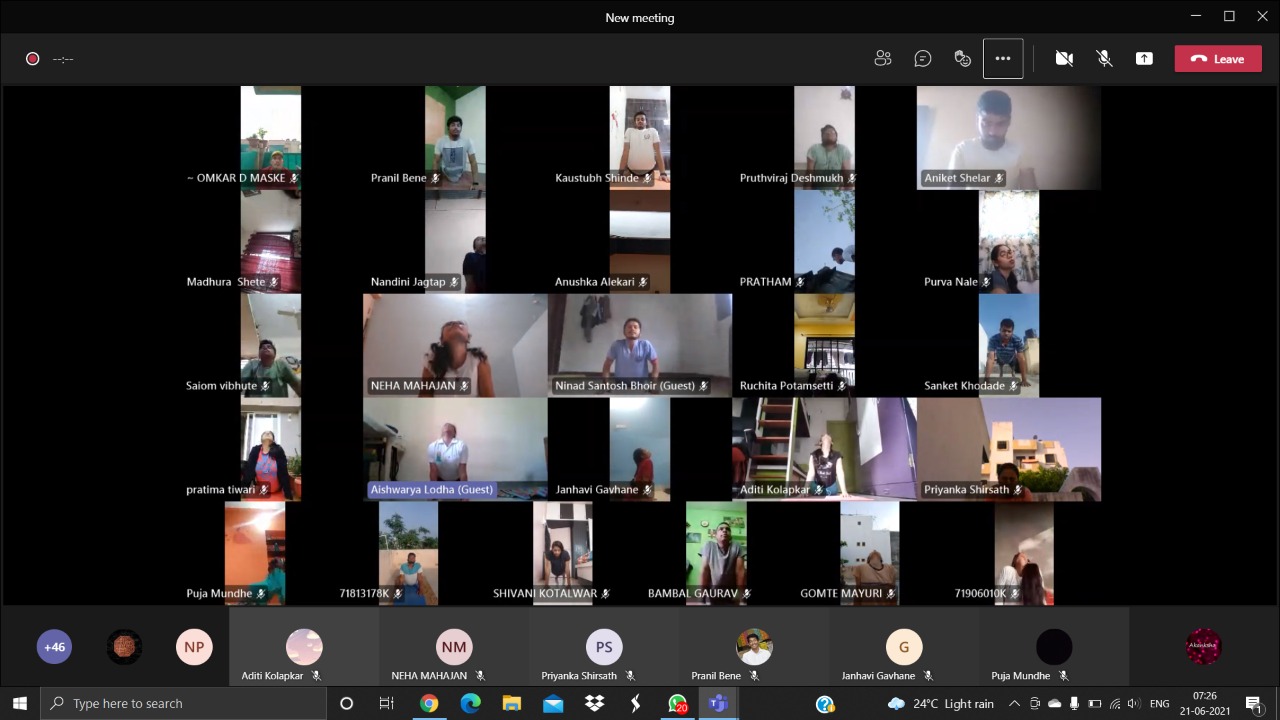 New meeting
--:--
Leave
~ OMKAR D MASKE
Pranil Bene
Kaustubh Shinde
Pruthviraj Deshmukh
Aniket Shelar
Madhura Shete
Nandini Jagtap
Anushka Alekari
PRATHAM
Purva Nale
Saiom vibhute
NEHA MAHAJAN
Ninad Santosh Bhoir (Guest)
Ruchita Potamsetti
Sanket Khodade
pratima tiwari
Aishwarya Lodha (Guest)
Janhavi Gavhane
Aditi Kolapkar
Priyanka Shirsath
Puja Mundhe
71813178K
SHIVANI KOTALWAR
BAMBAL GAURAV
GOMTE MAYURI
71906010K
+46
NP
NM
PS
G
Aditi Kolapkar
NEHA MAHAJAN
Priyanka Shirsath
Pranil Bene
Janhavi Gavhane
Puja Mundhe
Type here to search
20
24°C Light rain
ENG
07:26
21-06-2021
1